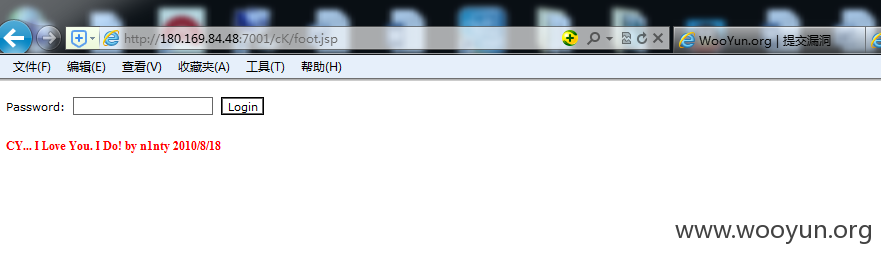 http://180.169.84.48:7001/cK/foot.jsp
WooYun.org | 提交漏洞
文件(F) 编辑(E) 查看(V) 收藏夹(A) 工具(T) 帮助(H)
Password: Login
CY... I Love You. I Do! by n1nty 2010/8/18
www.wooyun.org